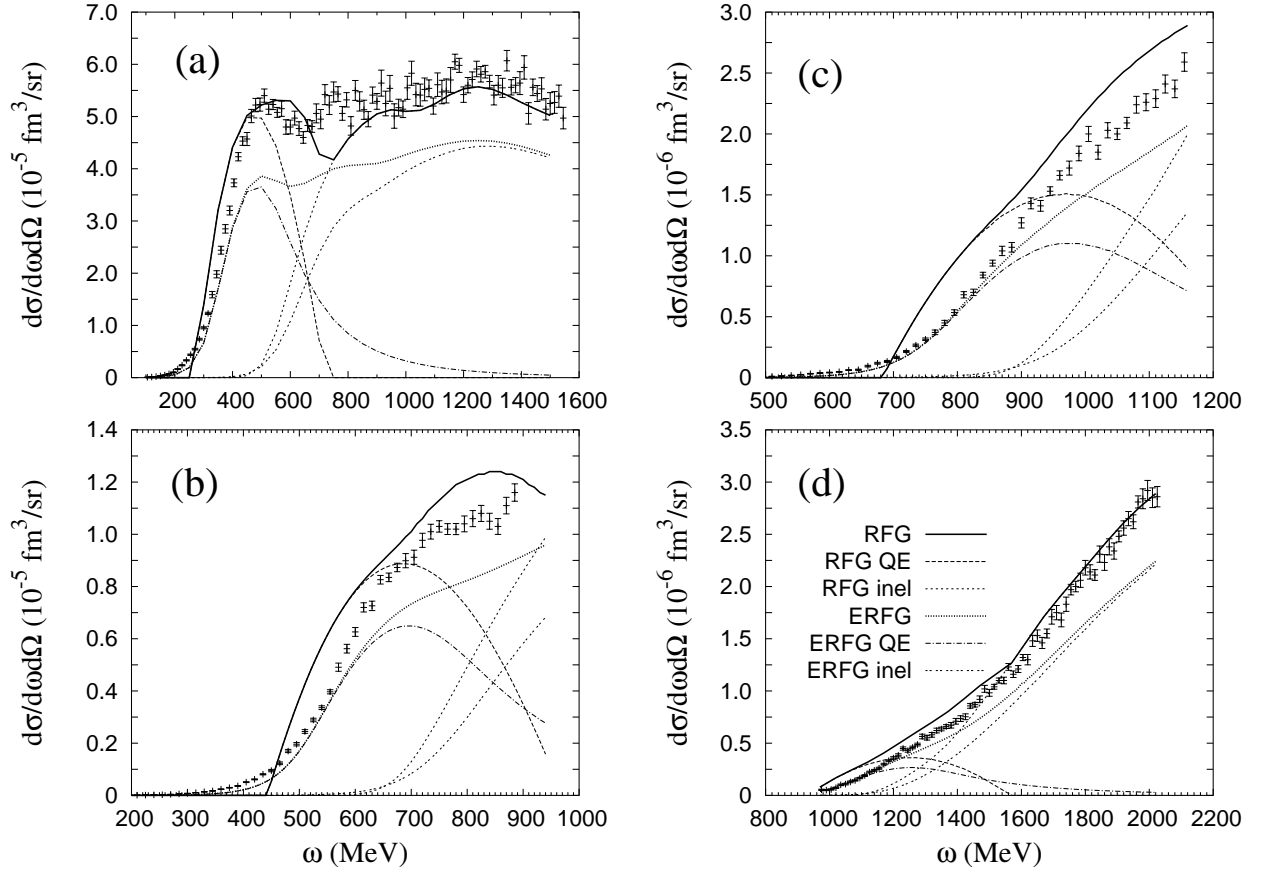 (a)
dσ/dωdΩ (10-5 fm3/sr)
7.0
6.0
5.0
4.0
3.0
2.0
1.0
0
200 400 600 800 1000 1200 1400 1600
(c)
dσ/dωdΩ (10-6 fm3/sr)
3.0
2.5
2.0
1.5
1.0
0.5
0
500 600 700 800 900 1000 1100 1200
(b)
dσ/dωdΩ (10-5 fm3/sr)
1.4
1.2
1.0
0.8
0.6
0.4
0.2
0
200 300 400 500 600 700 800 900 1000
ω (MeV)
(d)
dσ/dωdΩ (10-6 fm3/sr)
3.5
3.0
2.5
2.0
1.5
1.0
0.5
0
RFG
RFG QE
RFG inel
ERFG
ERFG QE
ERFG inel
800 1000 1200 1400 1600 1800 2000 2200
ω (MeV)